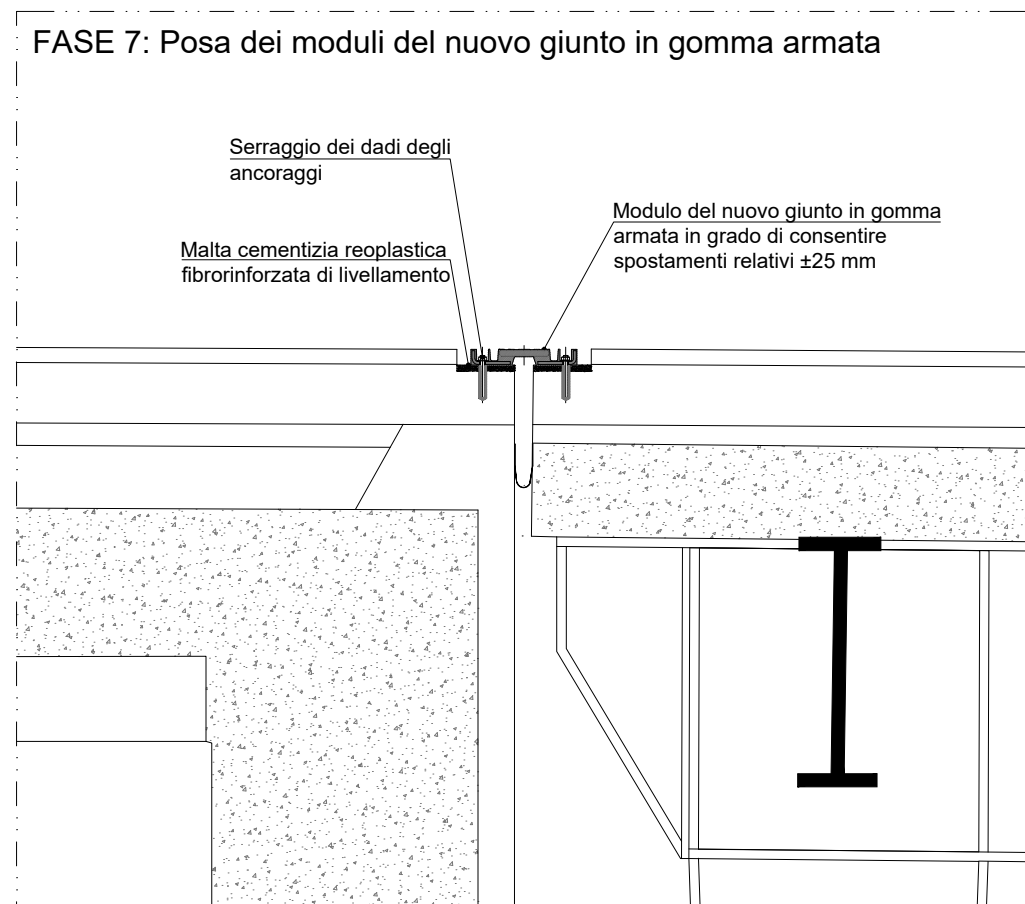 FASE 7: Posa dei moduli del nuovo giunto in gomma armata
Serraggio dei dadi degli
ancoraggi
Modulo del nuovo giunto in gomma
armata in grado di consentire
spostamenti relativi ±25 mm
Malta cementizia reoplastica
fibrorinforzata di livellamento